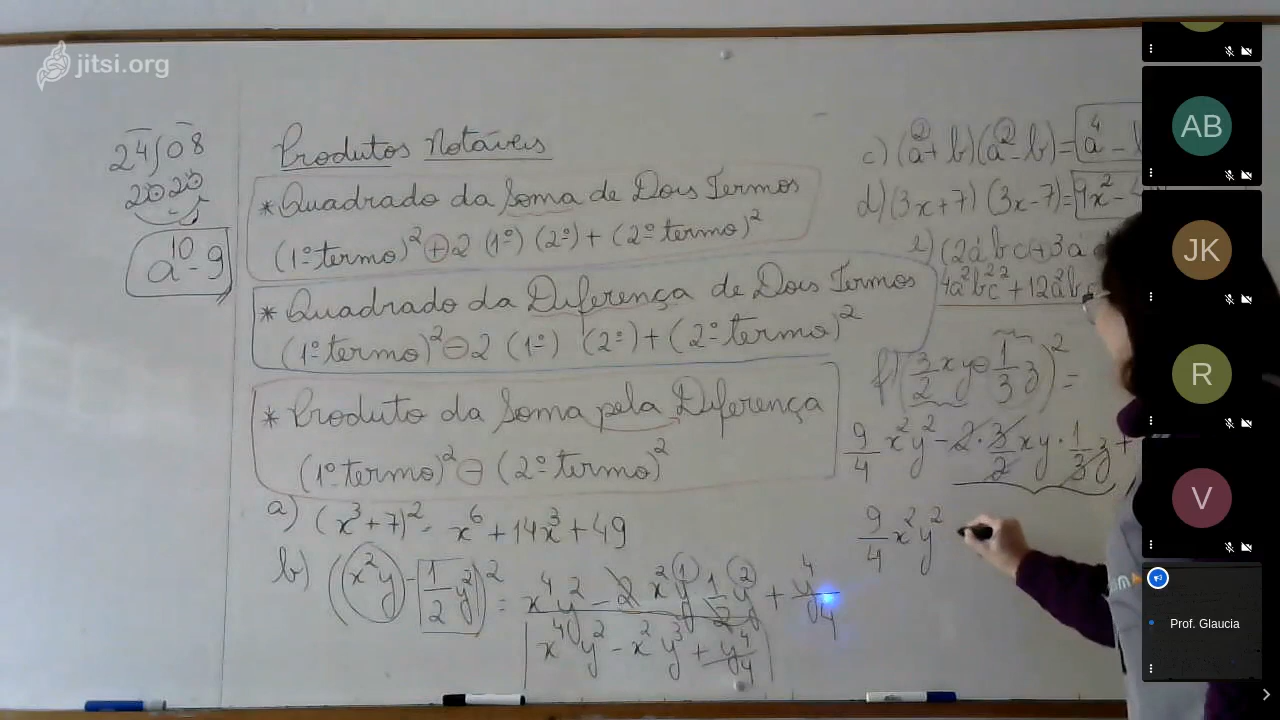 jitsi.org
24/08
2020
a¹⁰ - 9
Produtos Notáveis
* Quadrado da Soma de Dois Termos
(1º termo)² + 2 (1º) (2º) + (2º termo)²
* Quadrado da Diferença de Dois Termos
(1º termo)² - 2 (1º) (2º) + (2º termo)²
* Produto da Soma pela Diferença
(1º termo)² - (2º termo)²
a) (x³ + 7)² = x⁶ + 14x³ + 49
b) (x²y - 1/2 y²)² = x⁴y² - 2 x²y 1/2 y² + y⁴/4
x⁴y² - x²y³ + y⁴/4
c) (a² + b)(a² - b) = a⁴ -
d) (3x + 7) (3x - 7) = 9x² -
e) (2abc + 3a
4a²b²c² + 12a²b
f) (3/2 xy - 1/3 z)² =
9/4 x²y² - 2 · 3/2 xy · 1/3 z +
9/4 x²y²
AB
JK
R
V
Prof. Glaucia